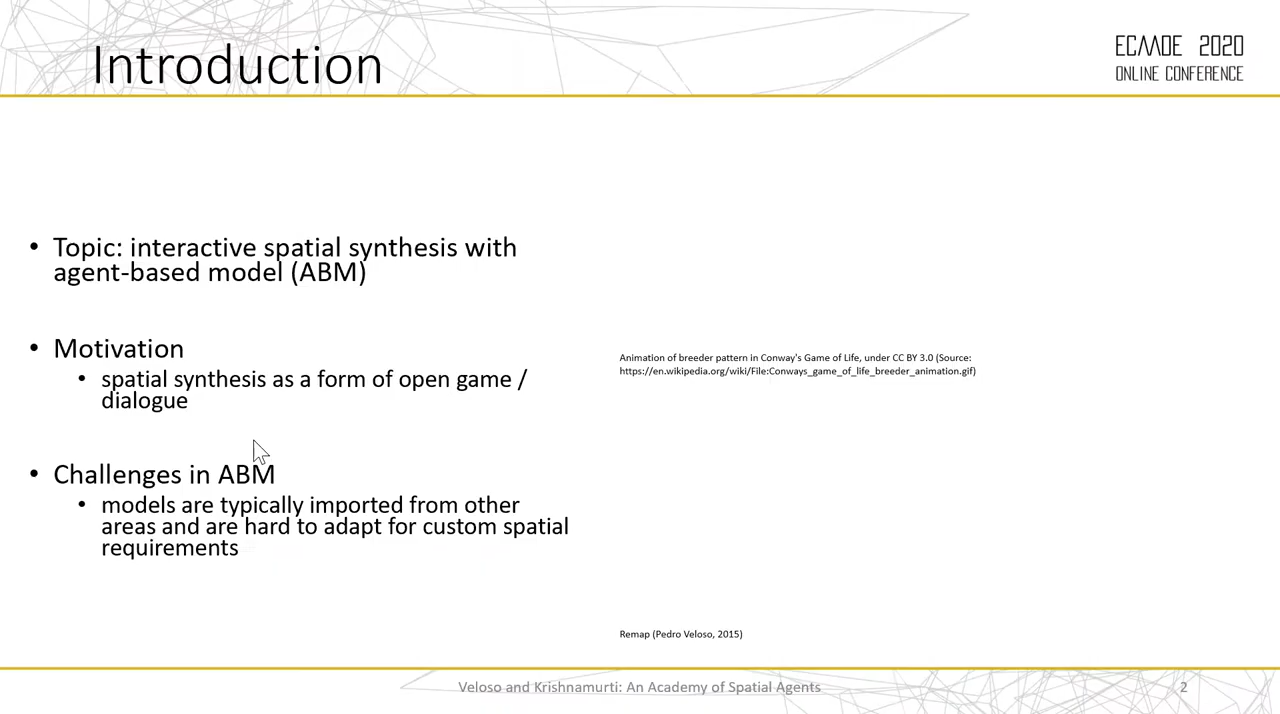 Introduction
ECAADE 2020
ONLINE CONFERENCE
• Topic: interactive spatial synthesis with
agent-based model (ABM)
• Motivation
• spatial synthesis as a form of open game /
dialogue
• Challenges in ABM
• models are typically imported from other
areas and are hard to adapt for custom spatial
requirements
Animation of breeder pattern in Conway's Game of Life, under CC BY 3.0 (Source:
https://en.wikipedia.org/wiki/File:Conways_game_of_life_breeder_animation.gif)
Remap (Pedro Veloso, 2015)
Veloso and Krishnamurti: An Academy of Spatial Agents
2